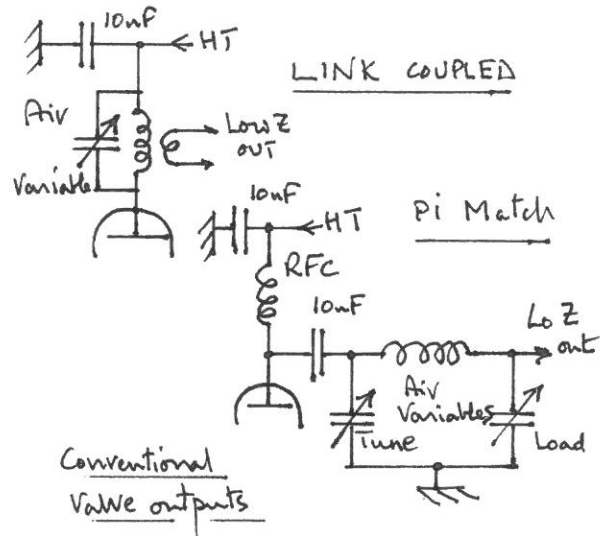 10nF
HT
LINK COUPLED
Air
Variable
Low Z
out
10nF
HT
Pi Match
RFC
10nF
Lo Z
out
Air
Variables
Tune
Load
Conventional
Valve outputs